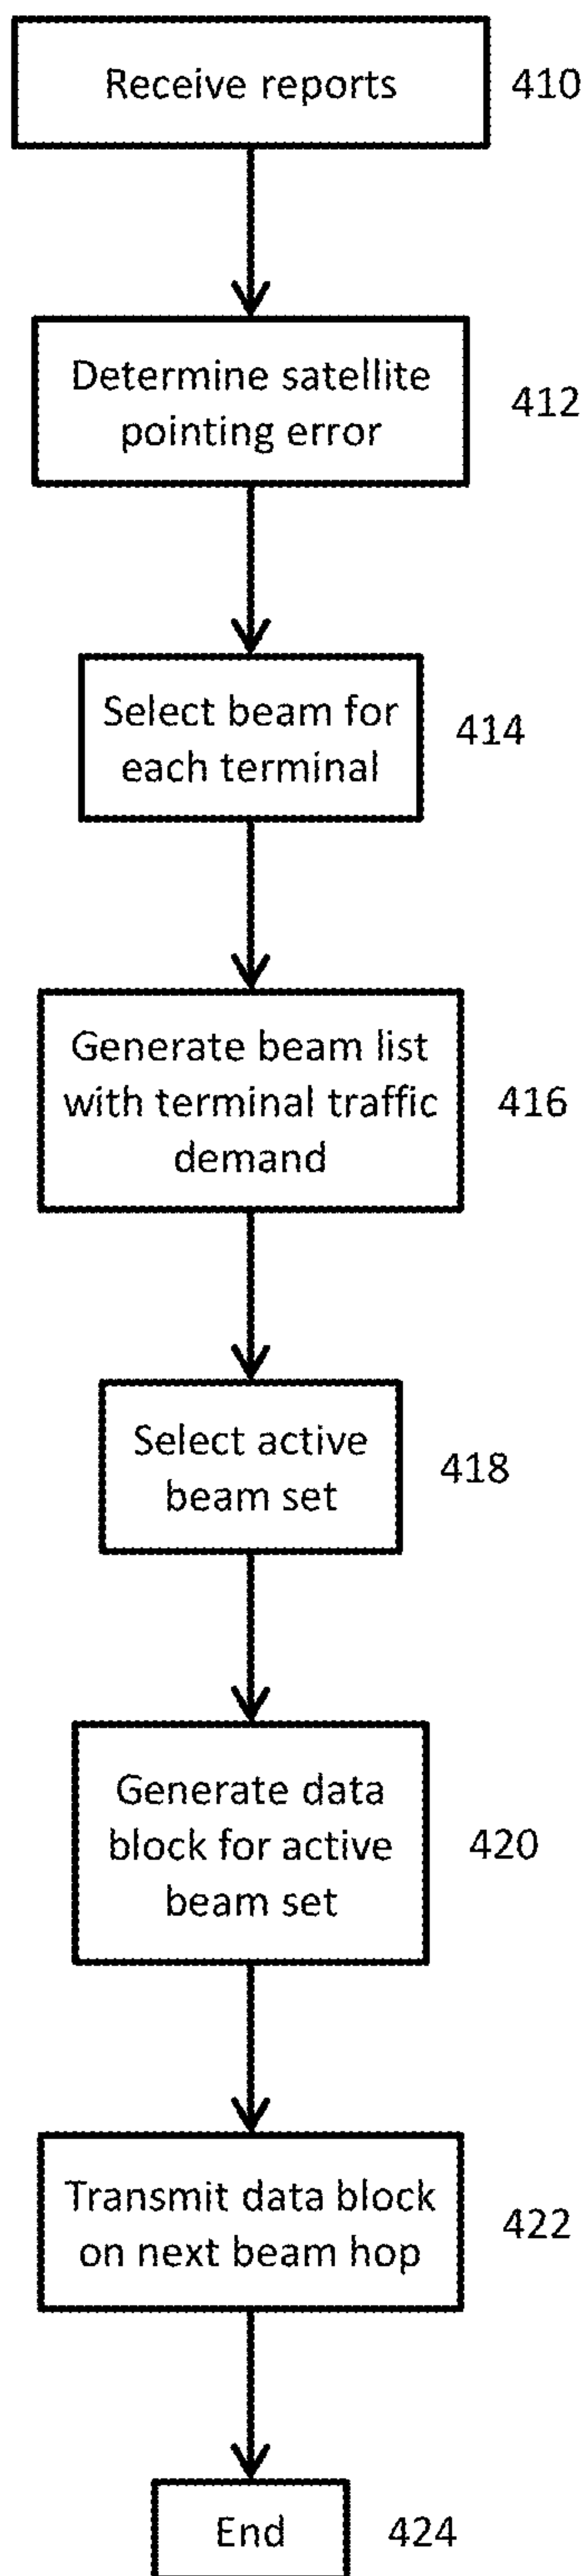 Receive reports 410
Determine satellite
pointing error
412
Select beam for
each terminal
414
Generate beam list
with terminal traffic
demand
416
Select active
beam set
418
Generate data
block for active
beam set
420
Transmit data block
on next beam hop
422
End 424